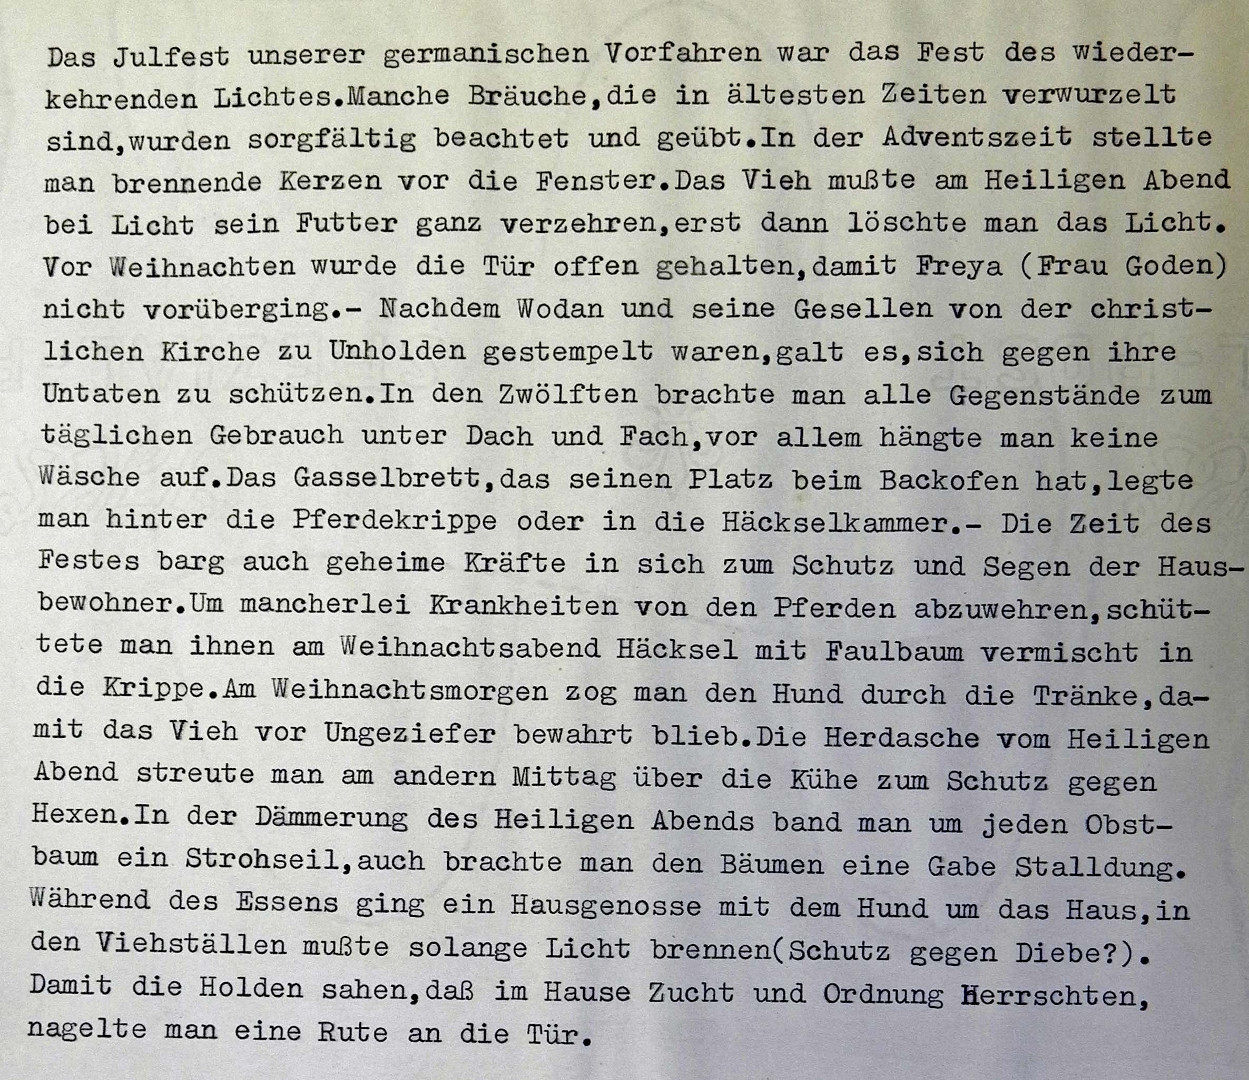 Das Julfest unserer germanischen Vorfahren war das Fest des wieder-
kehrenden Lichtes.Manche Bräuche,die in ältesten Zeiten verwurzelt
sind,wurden sorgfältig beachtet und geübt.In der Adventszeit stellte
man brennende Kerzen vor die Fenster.Das Vieh mußte am Heiligen Abend
bei Licht sein Futter ganz verzehren,erst dann löschte man das Licht.
Vor Weihnachten wurde die Tür offen gehalten,damit Freya (Frau Goden)
nicht vorüberging.- Nachdem Wodan und seine Gesellen von der christ-
lichen Kirche zu Unholden gestempelt waren,galt es,sich gegen ihre
Untaten zu schützen.In den Zwölften brachte man alle Gegenstände zum
täglichen Gebrauch unter Dach und Fach,vor allem hängte man keine
Wäsche auf.Das Gasselbrett,das seinen Platz beim Backofen hat,legte
man hinter die Pferdekrippe oder in die Häckselkammer.- Die Zeit des
Festes barg auch geheime Kräfte in sich zum Schutz und Segen der Haus-
bewohner.Um mancherlei Krankheiten von den Pferden abzuwehren,schüt-
tete man ihnen am Weihnachtsabend Häcksel mit Faulbaum vermischt in
die Krippe.Am Weihnachtsmorgen zog man den Hund durch die Tränke,da-
mit das Vieh vor Ungeziefer bewahrt blieb.Die Herdasche vom Heiligen
Abend streute man am andern Mittag über die Kühe zum Schutz gegen
Hexen.In der Dämmerung des Heiligen Abends band man um jeden Obst-
baum ein Strohseil,auch brachte man den Bäumen eine Gabe Stalldung.
Während des Essens ging ein Hausgenosse mit dem Hund um das Haus,in
den Viehställen mußte solange Licht brennen(Schutz gegen Diebe?).
Damit die Holden sahen,daß im Hause Zucht und Ordnung Herrschten,
nagelte man eine Rute an die Tür.